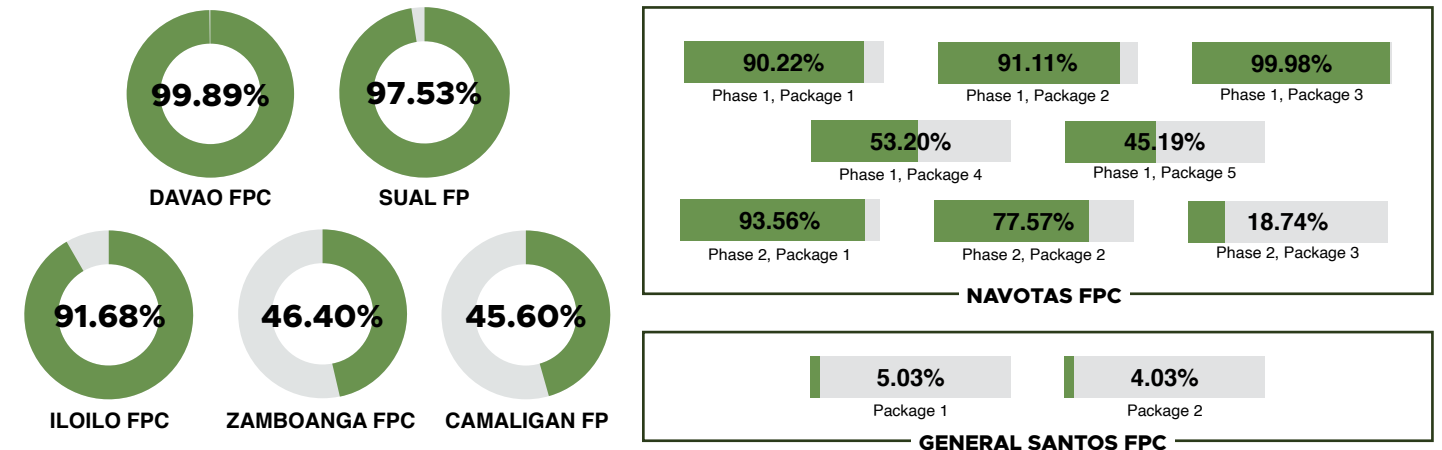 99.89%
DAVAO FPC
97.53%
SUAL FP
91.68%
ILOILO FPC
46.40%
ZAMBOANGA FPC
45.60%
CAMALIGAN FP
90.22%
Phase 1, Package 1
91.11%
Phase 1, Package 2
99.98%
Phase 1, Package 3
53.20%
Phase 1, Package 4
45.19%
Phase 1, Package 5
93.56%
Phase 2, Package 1
77.57%
Phase 2, Package 2
18.74%
Phase 2, Package 3
NAVOTAS FPC
5.03%
Package 1
4.03%
Package 2
GENERAL SANTOS FPC